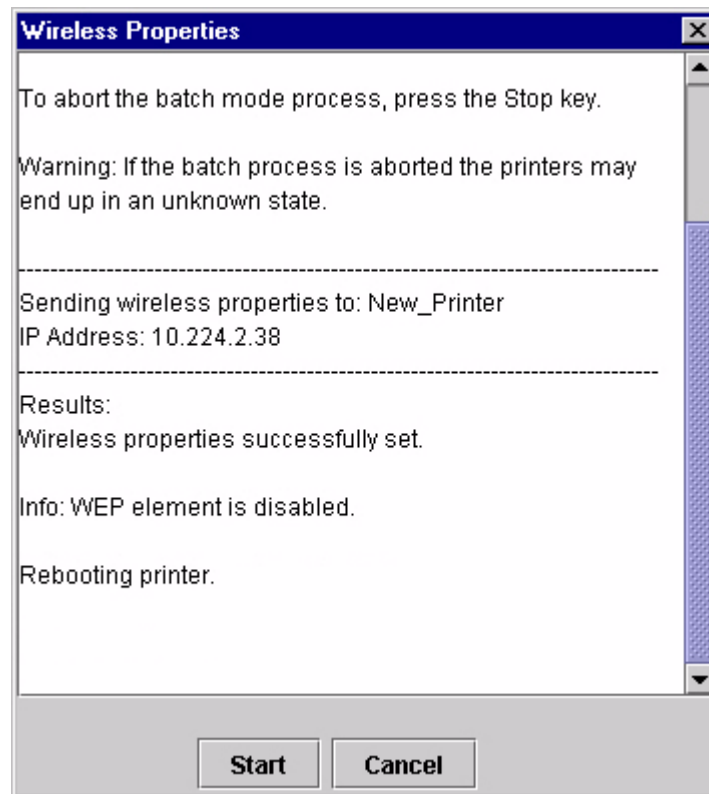 Wireless Properties
To abort the batch mode process, press the Stop key.
Warning: If the batch process is aborted the printers may
end up in an unknown state.
--------------------------------------------------------------------------------
Sending wireless properties to: New_Printer
IP Address: 10.224.2.38
--------------------------------------------------------------------------------
Results:
Wireless properties successfully set.
Info: WEP element is disabled.
Rebooting printer.
Start Cancel